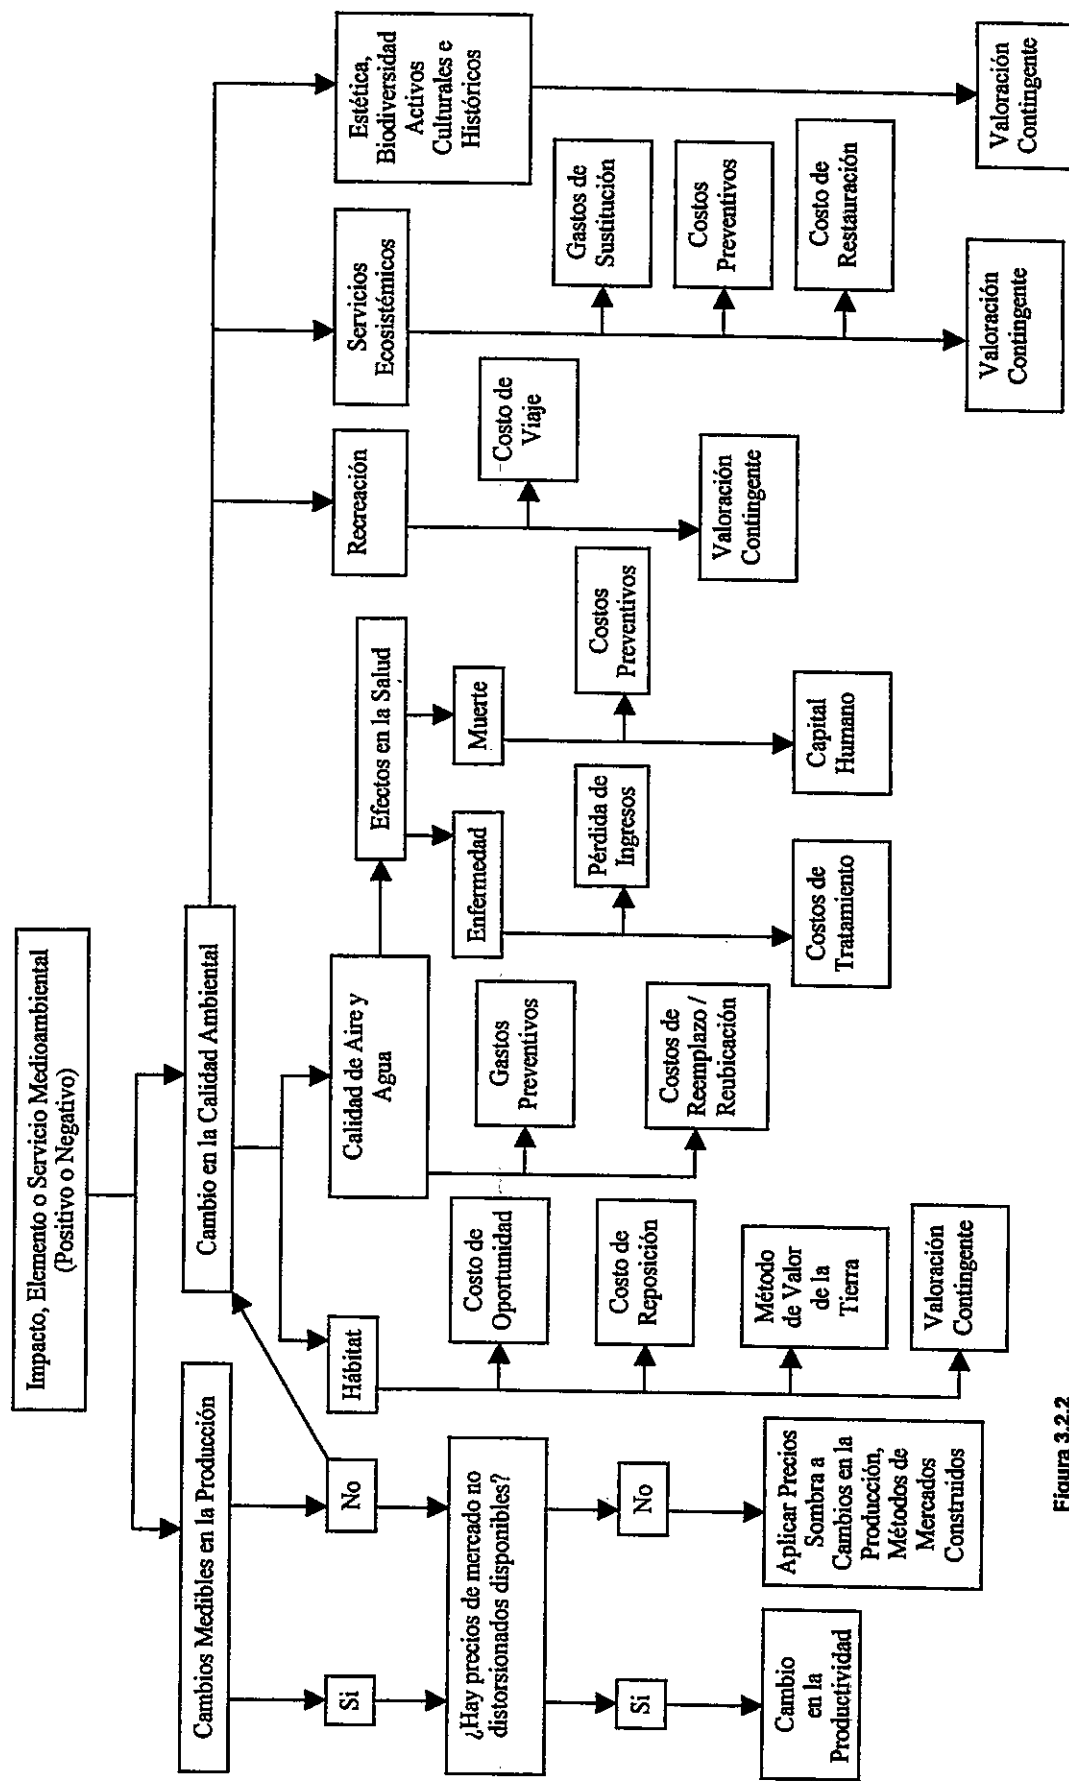 Impacto, Elemento o Servicio Medioambiental
(Positivo o Negativo)
Cambios Medibles en la Producción
Cambio en la Calidad Ambiental
Si
No
¿Hay precios de mercado no
distorsionados disponibles?
Si
No
Cambio
en la
Productividad
Aplicar Precios
Sombra a
Cambios en la
Producción,
Métodos de
Mercados
Construidos
Hábitat
Costo de
Oportunidad
Costo de
Reposición
Método
de Valor
de la
Tierra
Valoración
Contingente
Calidad de Aire y
Agua
Gastos
Preventivos
Costos de
Reemplazo /
Reubicación
Efectos en la Salud
Enfermedad
Muerte
Pérdida de
Ingresos
Costos de
Tratamiento
Costos
Preventivos
Capital
Humano
Recreación
Costo de
Viaje
Valoración
Contingente
Servicios
Ecosistémicos
Gastos de
Sustitución
Costos
Preventivos
Costo de
Restauración
Valoración
Contingente
Estética,
Biodiversidad
Activos
Culturales e
Históricos
Valoración
Contingente
Figura 3.2.2